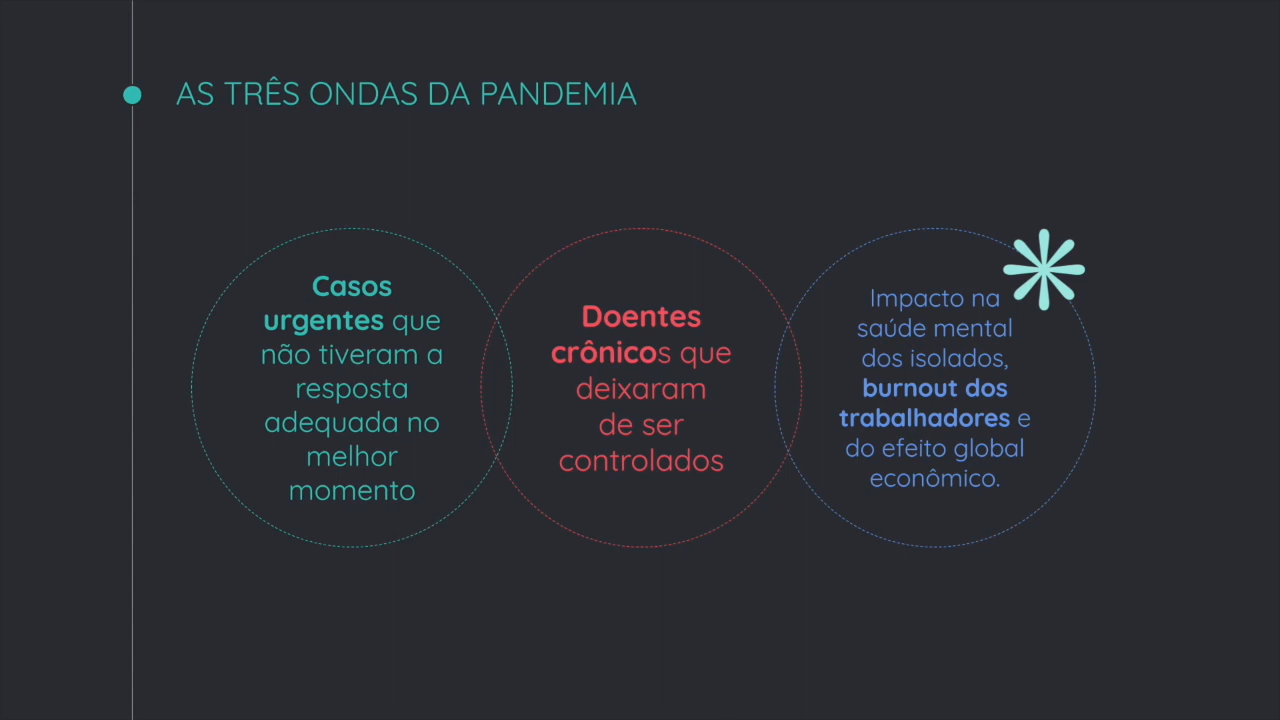 AS TRÊS ONDAS DA PANDEMIA
Casos
urgentes que
não tiveram a
resposta
adequada no
melhor
momento
Doentes
crônicos que
deixaram
de ser
controlados
Impacto na
saúde mental
dos isolados,
burnout dos
trabalhadores e
do efeito global
econômico.